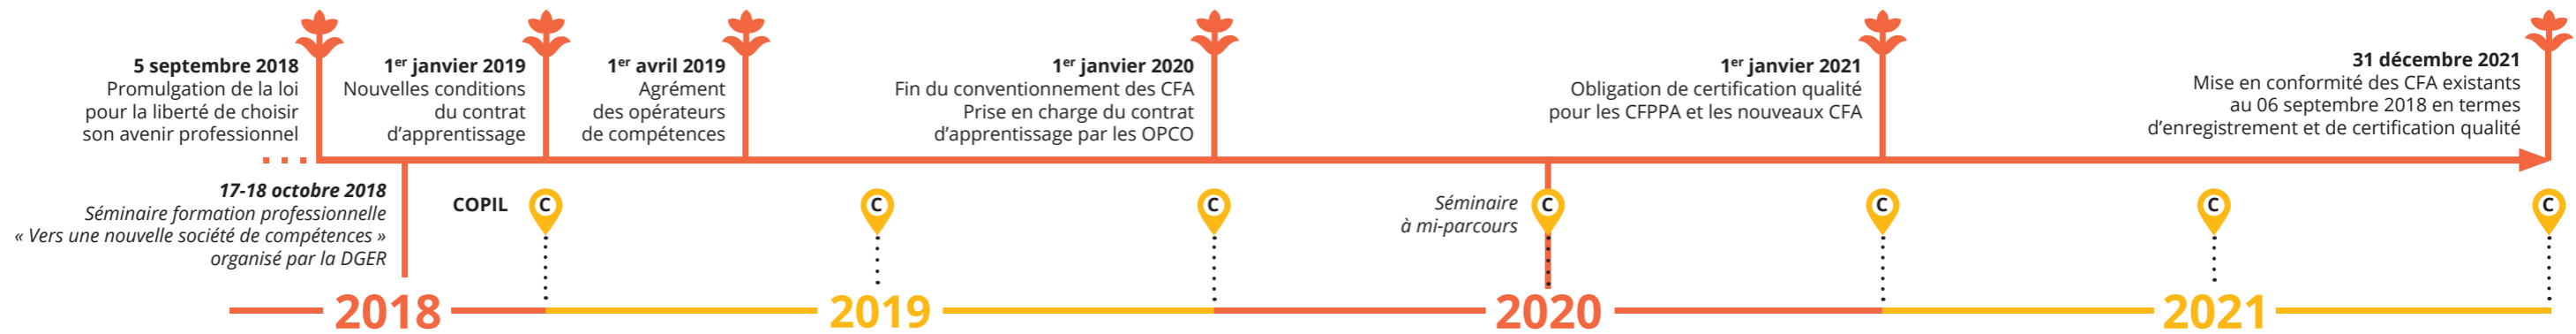 5 septembre 2018
Promulgation de la loi
pour la liberté de choisir
son avenir professionnel
1er janvier 2019
Nouvelles conditions
du contrat
d’apprentissage
1er avril 2019
Agrément
des opérateurs
de compétences
1er janvier 2020
Fin du conventionnement des CFA
Prise en charge du contrat
d’apprentissage par les OPCO
1er janvier 2021
Obligation de certification qualité
pour les CFPPA et les nouveaux CFA
31 décembre 2021
Mise en conformité des CFA existants
au 06 septembre 2018 en termes
d’enregistrement et de certification qualité
17-18 octobre 2018
Séminaire formation professionnelle
« Vers une nouvelle société de compétences »
organisé par la DGER
COPIL
C
C
C
Séminaire
à mi-parcours
C
C
C
C
2018
2019
2020
2021